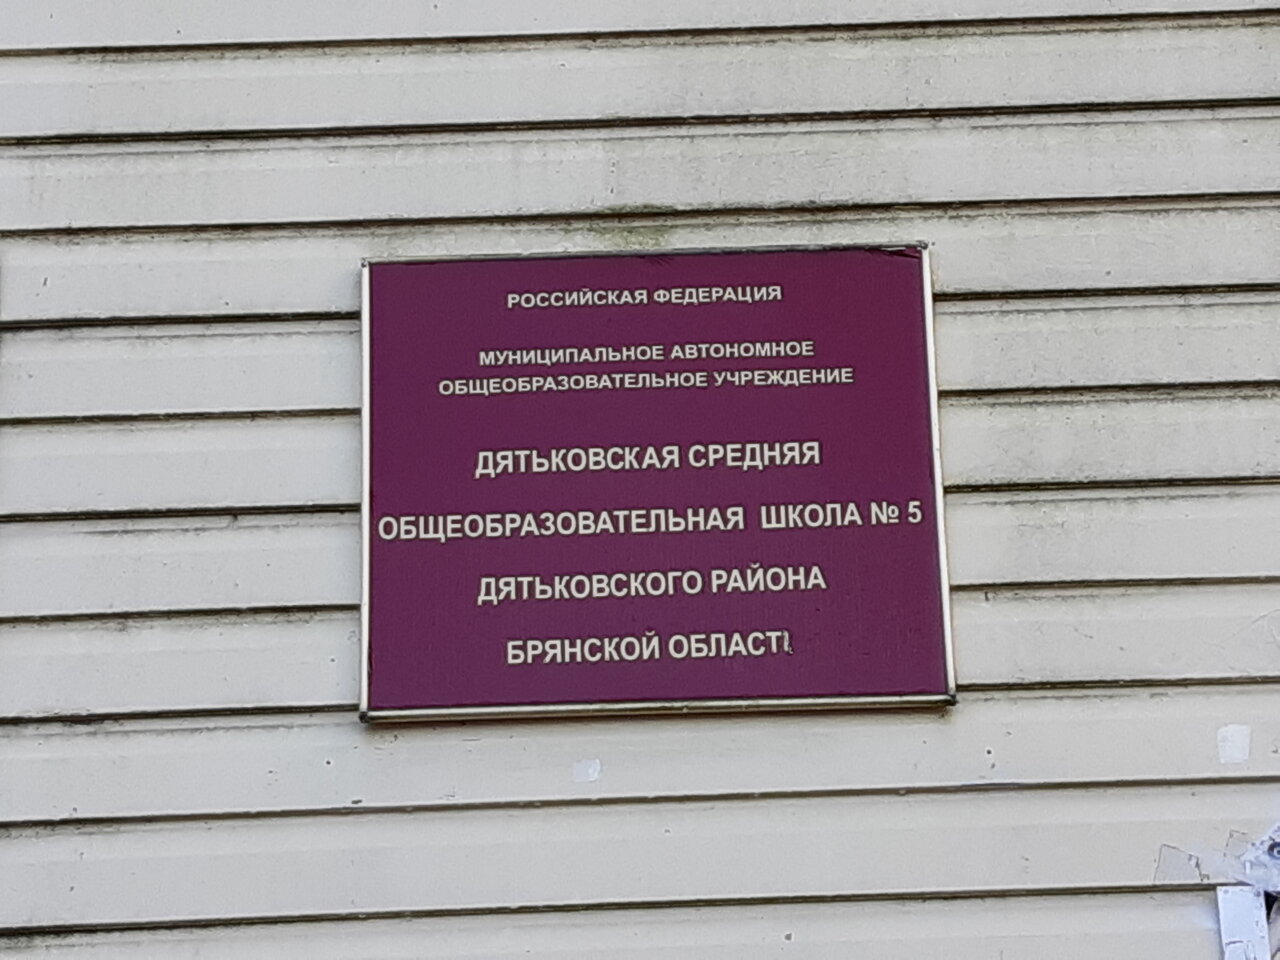 РОССИЙСКАЯ ФЕДЕРАЦИЯ
МУНИЦИПАЛЬНОЕ АВТОНОМНОЕ
ОБЩЕОБРАЗОВАТЕЛЬНОЕ УЧРЕЖДЕНИЕ
ДЯТЬКОВСКАЯ СРЕДНЯЯ
ОБЩЕОБРАЗОВАТЕЛЬНАЯ ШКОЛА № 5
ДЯТЬКОВСКОГО РАЙОНА
БРЯНСКОЙ ОБЛАСТИ